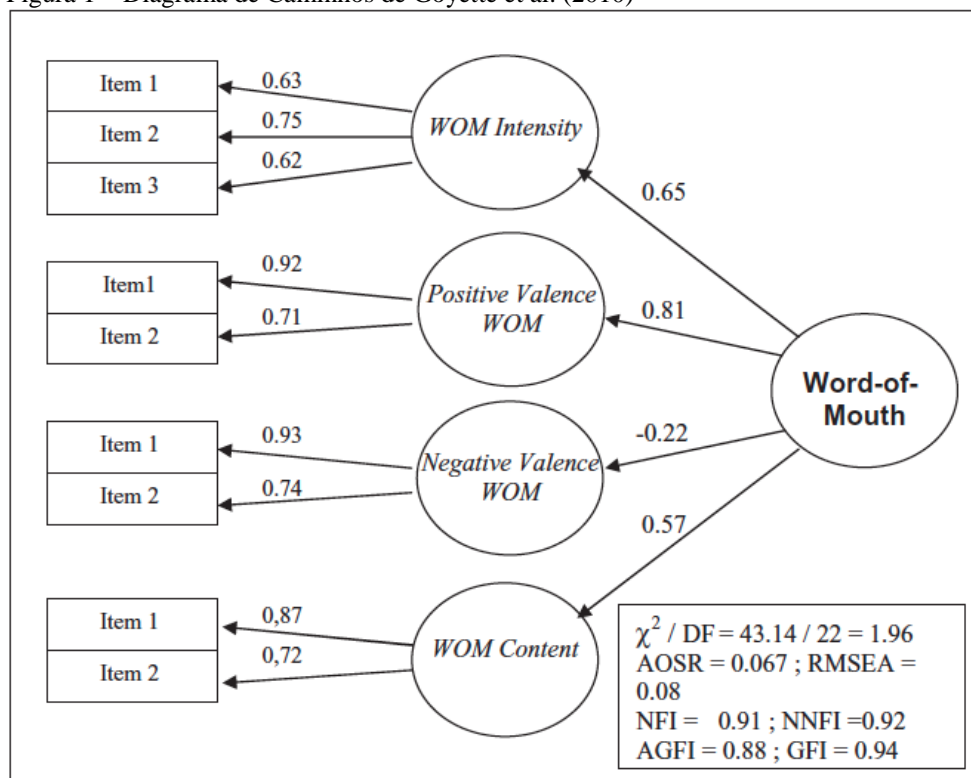 Figura 1 – Diagrama de Caminhos de Goyette et al. (2010)
Item 1
Item 2
Item 3
0.63
0.75
0.62
WOM Intensity
0.65
Item1
Item 2
0.92
0.71
Positive Valence
WOM
0.81
Word-of-
Mouth
Item 1
Item 2
0.93
0.74
Negative Valence
WOM
-0.22
0.57
Item 1
Item 2
0,87
0,72
WOM Content
χ² / DF = 43.14 / 22 = 1.96
AOSR = 0.067 ; RMSEA =
0.08
NFI = 0.91 ; NNFI =0.92
AGFI = 0.88 ; GFI = 0.94